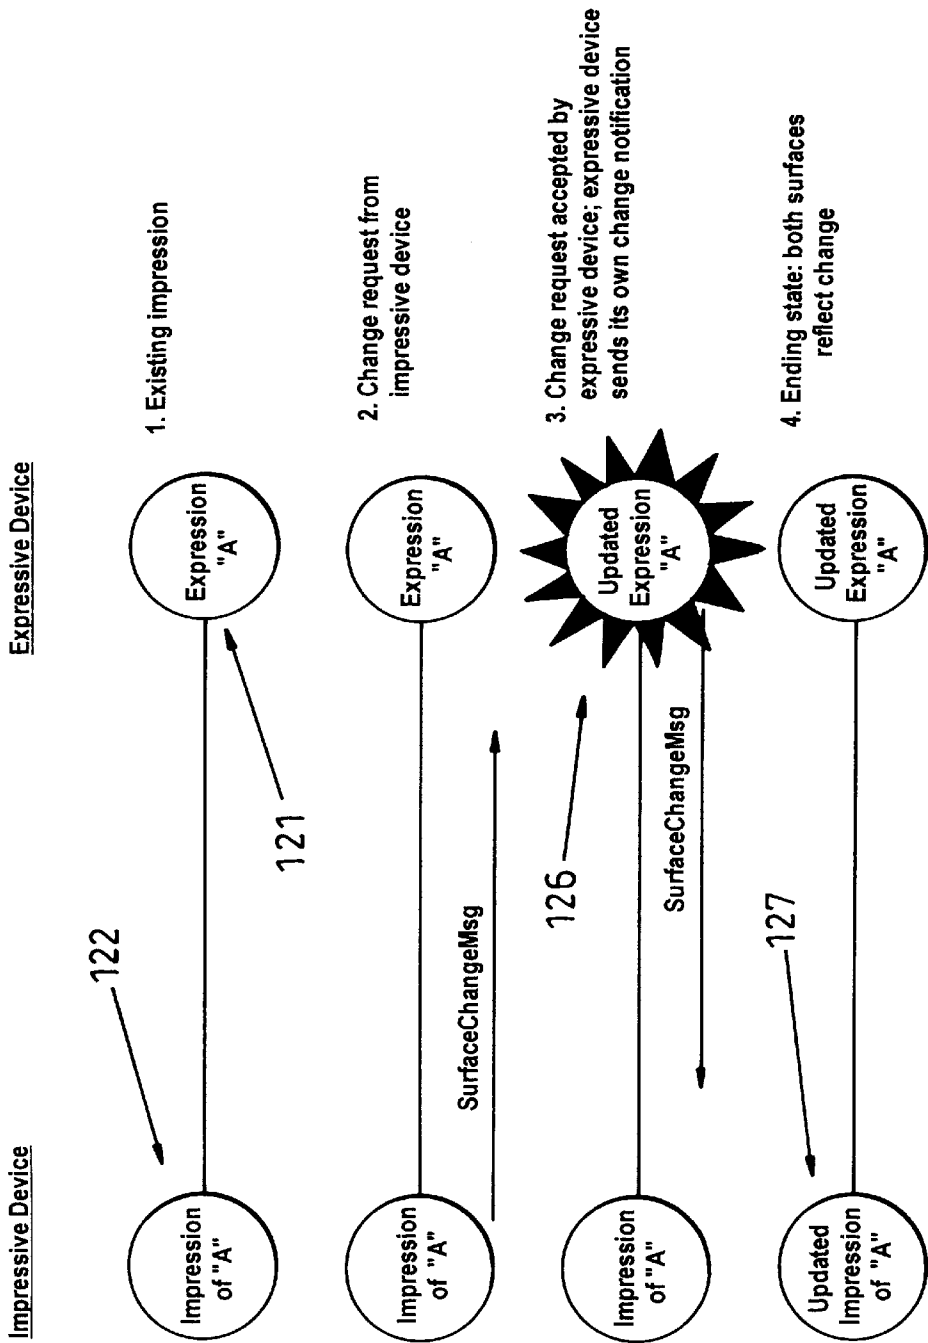 Impressive Device
Expressive Device
Impression
of "A"
122
121
Expression
"A"
1. Existing impression
Impression
of "A"
SurfaceChangeMsg
Expression
"A"
2. Change request from
impressive device
Impression
of "A"
126
SurfaceChangeMsg
Updated
Expression
"A"
3. Change request accepted by
expressive device; expressive device
sends its own change notification
Updated
Impression
of "A"
127
Updated
Expression
"A"
4. Ending state: both surfaces
reflect change